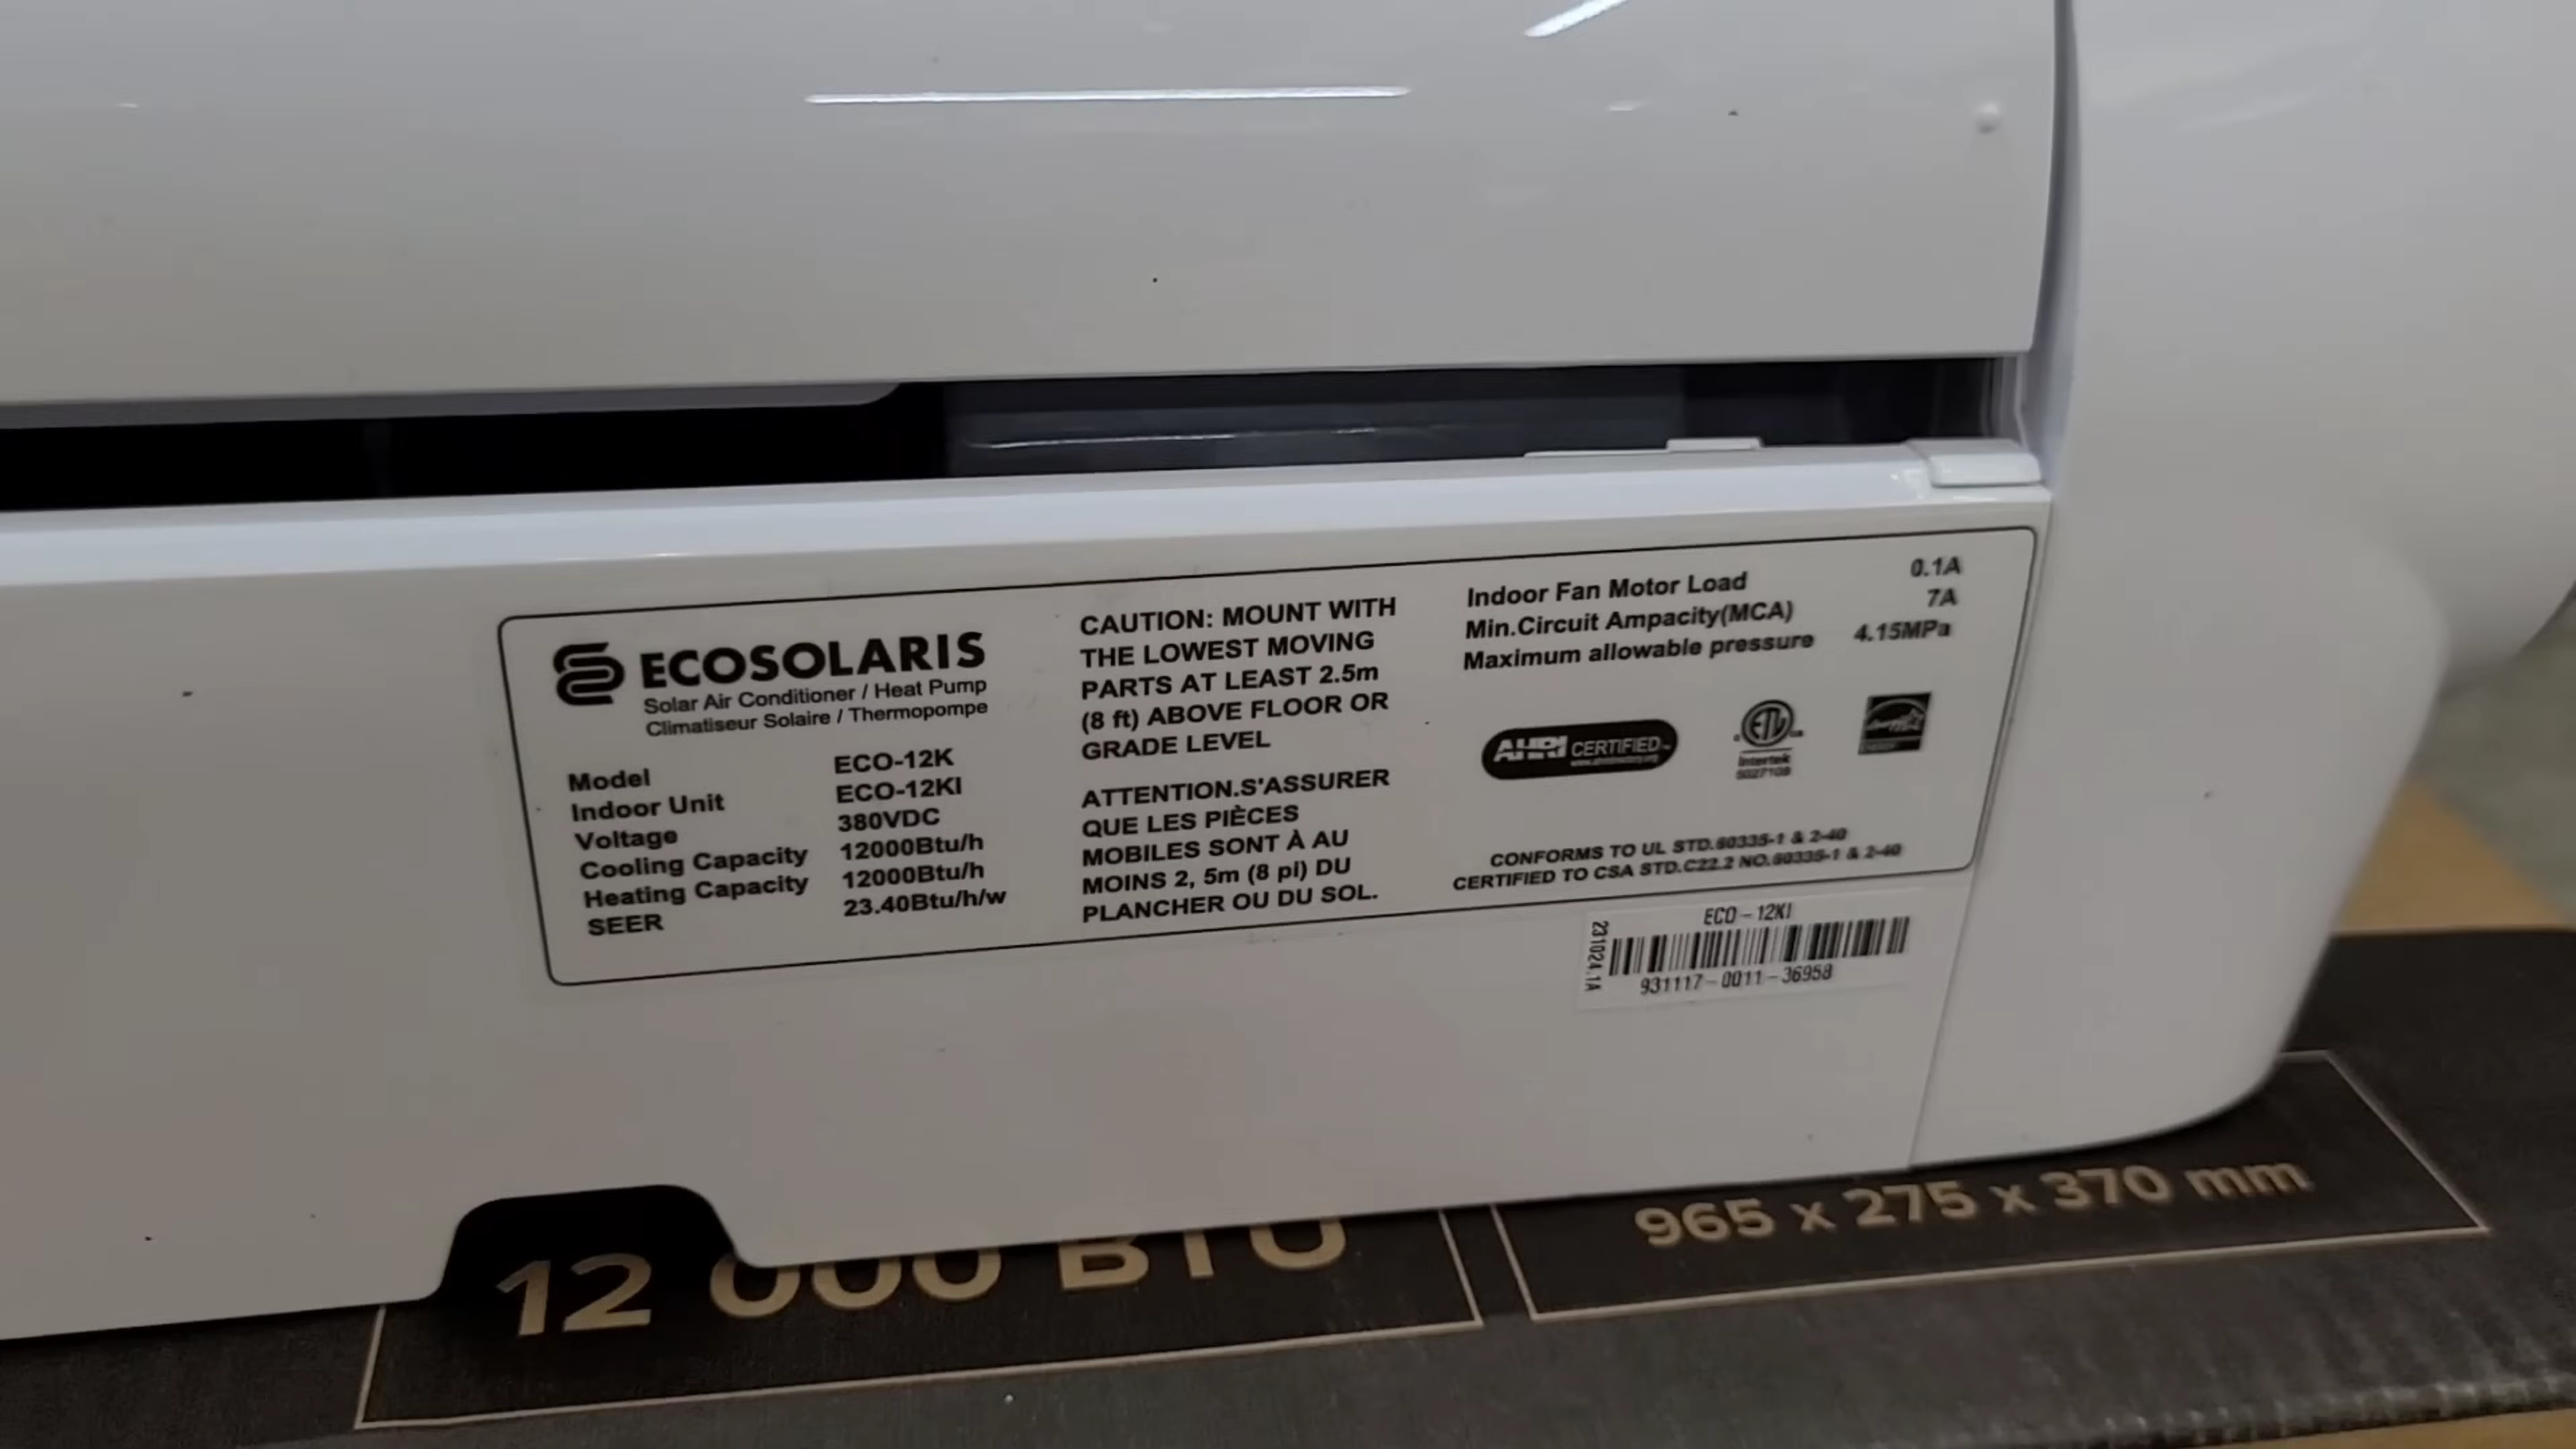 ECOSOLARIS
Solar Air Conditioner / Heat Pump
Climatiseur Solaire / Thermopompe
Model ECO-12K
Indoor Unit ECO-12KI
Voltage 380VDC
Cooling Capacity 12000Btu/h
Heating Capacity 12000Btu/h
SEER 23.40Btu/h/w
CAUTION: MOUNT WITH
THE LOWEST MOVING
PARTS AT LEAST 2.5m
(8 ft) ABOVE FLOOR OR
GRADE LEVEL
ATTENTION.S'ASSURER
QUE LES PIÈCES
MOBILES SONT À AU
MOINS 2, 5m (8 pi) DU
PLANCHER OU DU SOL.
Indoor Fan Motor Load 0.1A
Min.Circuit Ampacity(MCA) 7A
Maximum allowable pressure 4.15MPa
AHRI CERTIFIED
ETL
Intertek
CONFORMS TO UL STD.60335-1 & 2-40
CERTIFIED TO CSA STD.C22.2 NO.60335-1 & 2-40
ECO-12KI
231024.1A
931117-0011-36958
12 000 BTU
965 x 275 x 370 mm